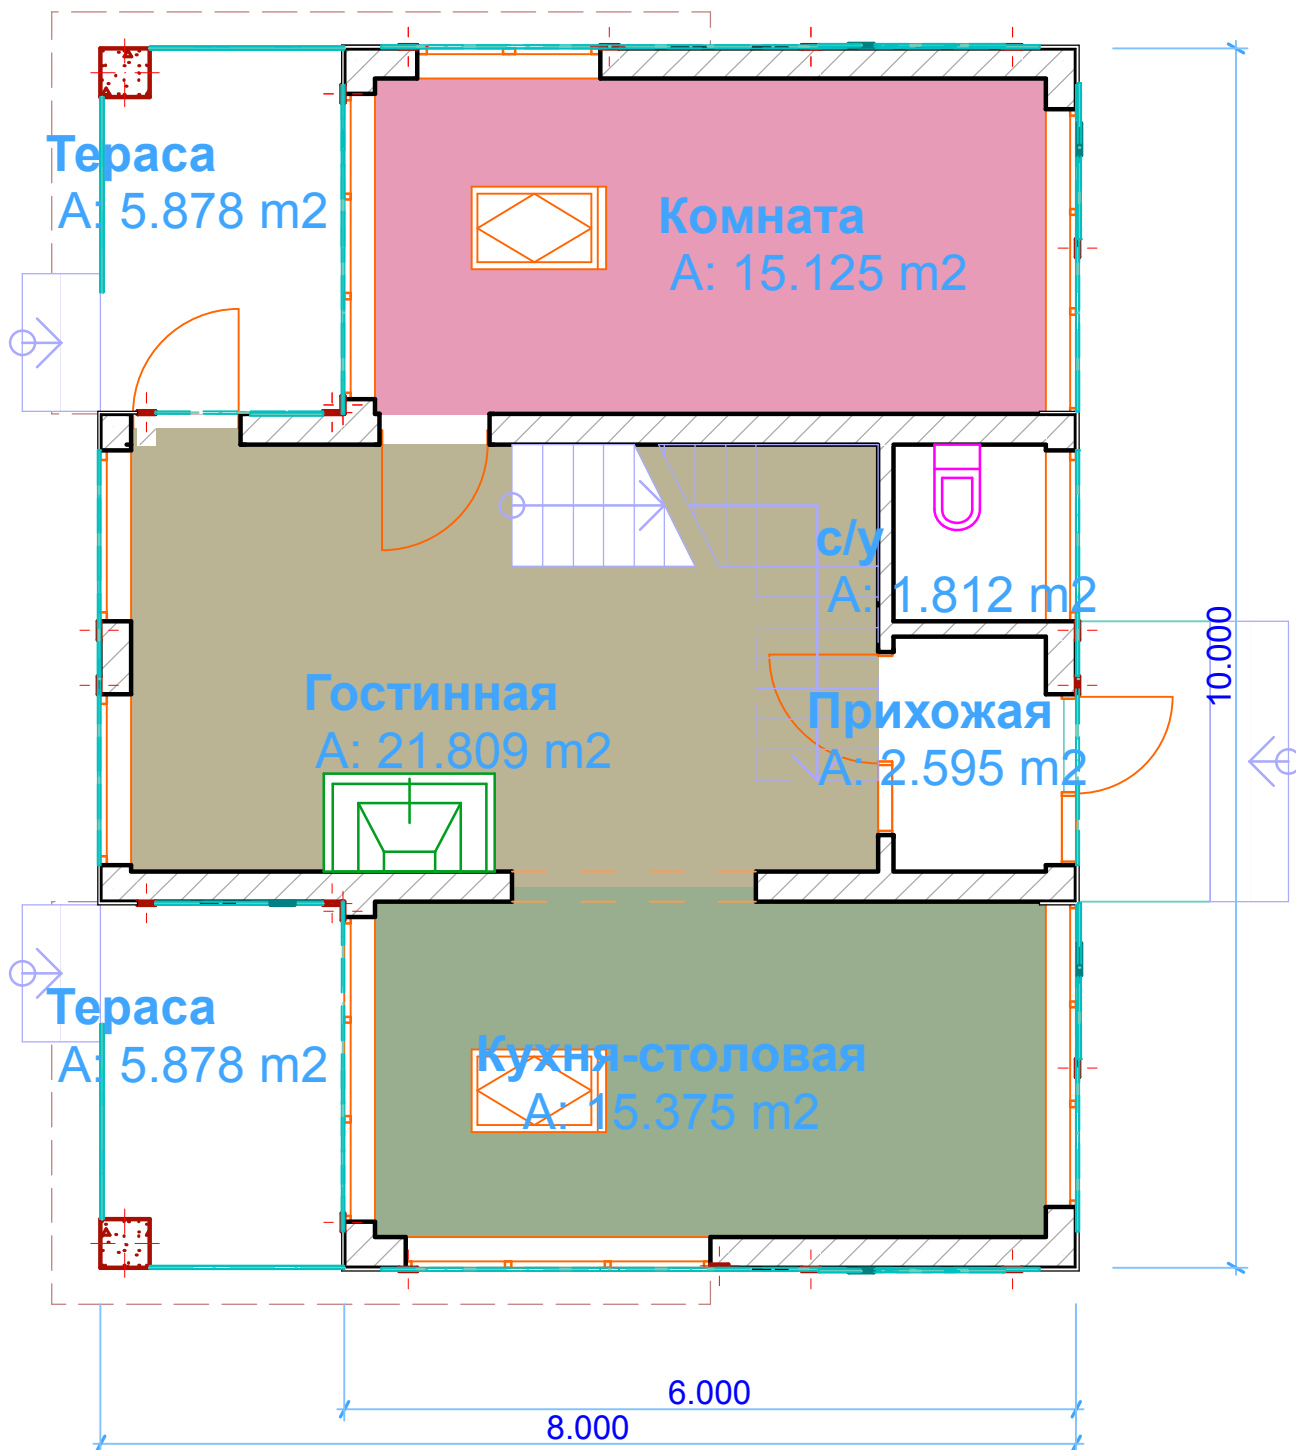 Тераса
A: 5.878 m2
Комната
A: 15.125 m2
с/у
A: 1.812 m2
10.000
Гостинная
A: 21.809 m2
Прихожая
A: 2.595 m2
Тераса
A: 5.878 m2
Кухня-столовая
A: 15.375 m2
6.000
8.000